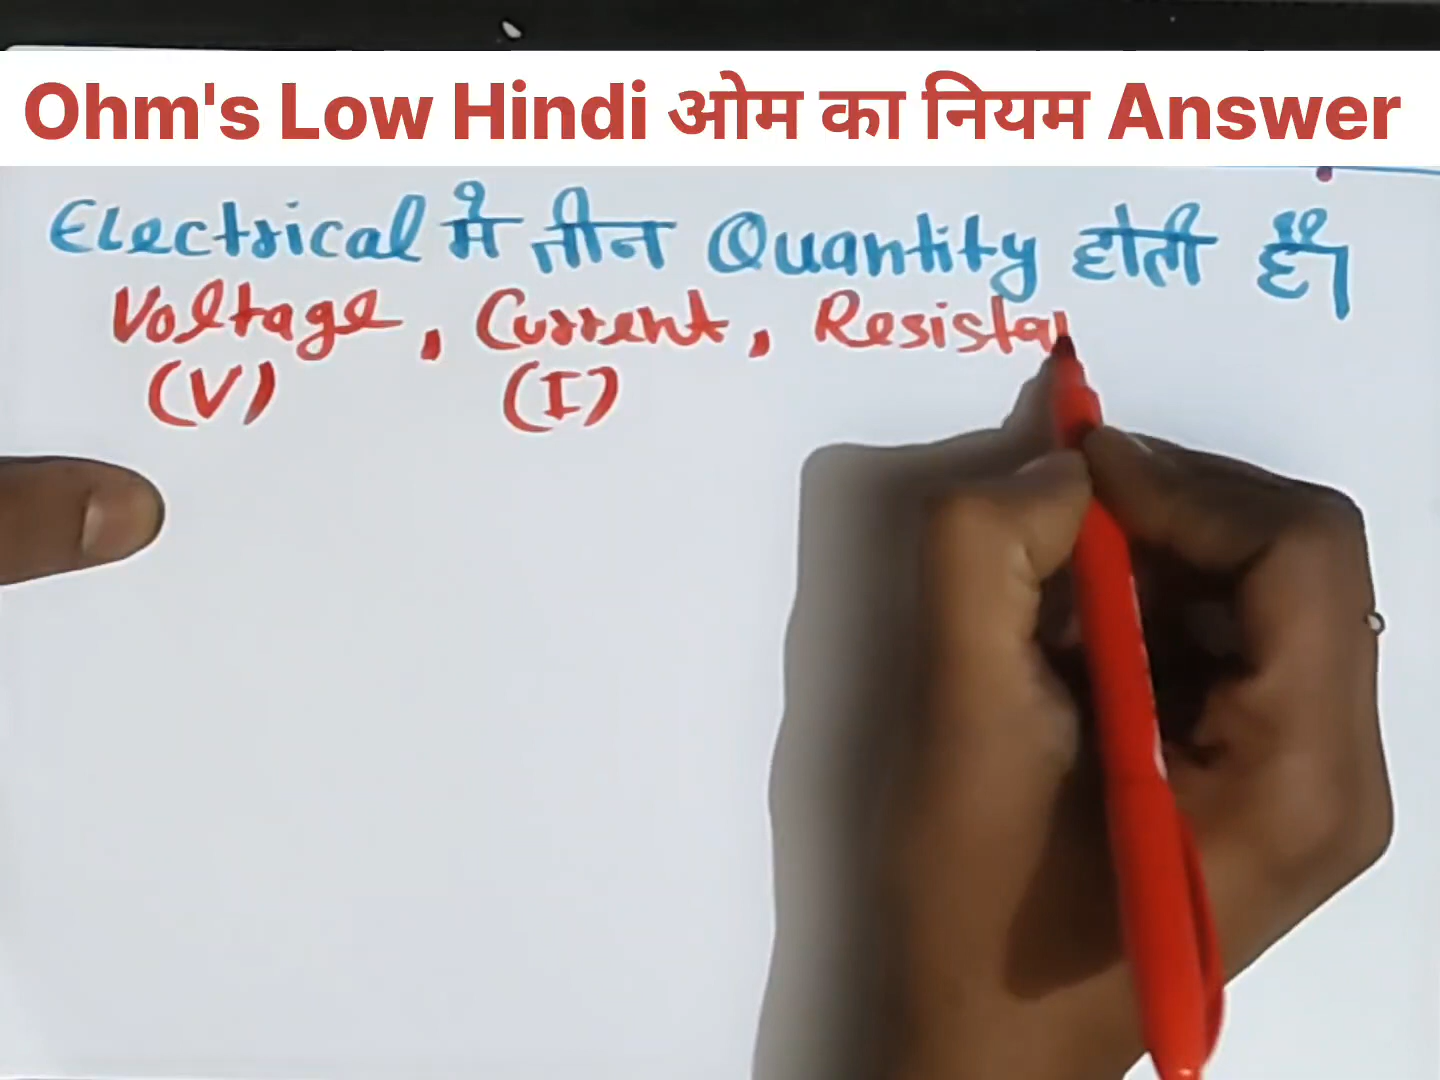 Ohm's Low Hindi ओम का नियम Answer
Electrical में तीन Quantity होती हैं।
Voltage, Current, Resista
(V) (I)